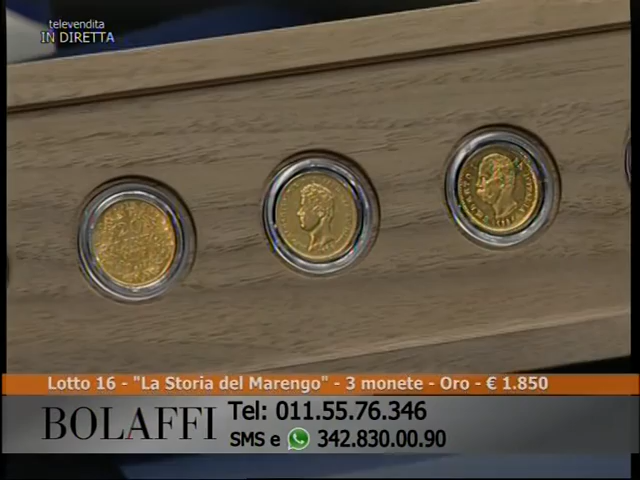 televendita
IN DIRETTA
Lotto 16 - "La Storia del Marengo" - 3 monete - Oro - € 1.850
BOLAFFI
Tel: 011.55.76.346
SMS e 342.830.00.90